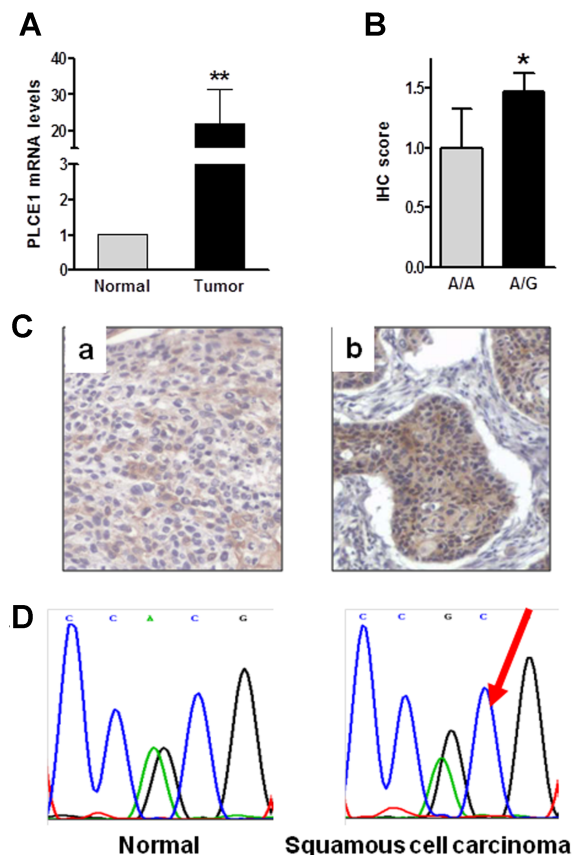 A
PLCE1 mRNA levels
40
30
20
3
2
1
0
**
Normal
Tumor
B
IHC score
1.5
1.0
0.5
0.0
*
A/A
A/G
C
a
b
D
C C A C G
C C G C
Normal
Squamous cell carcinoma